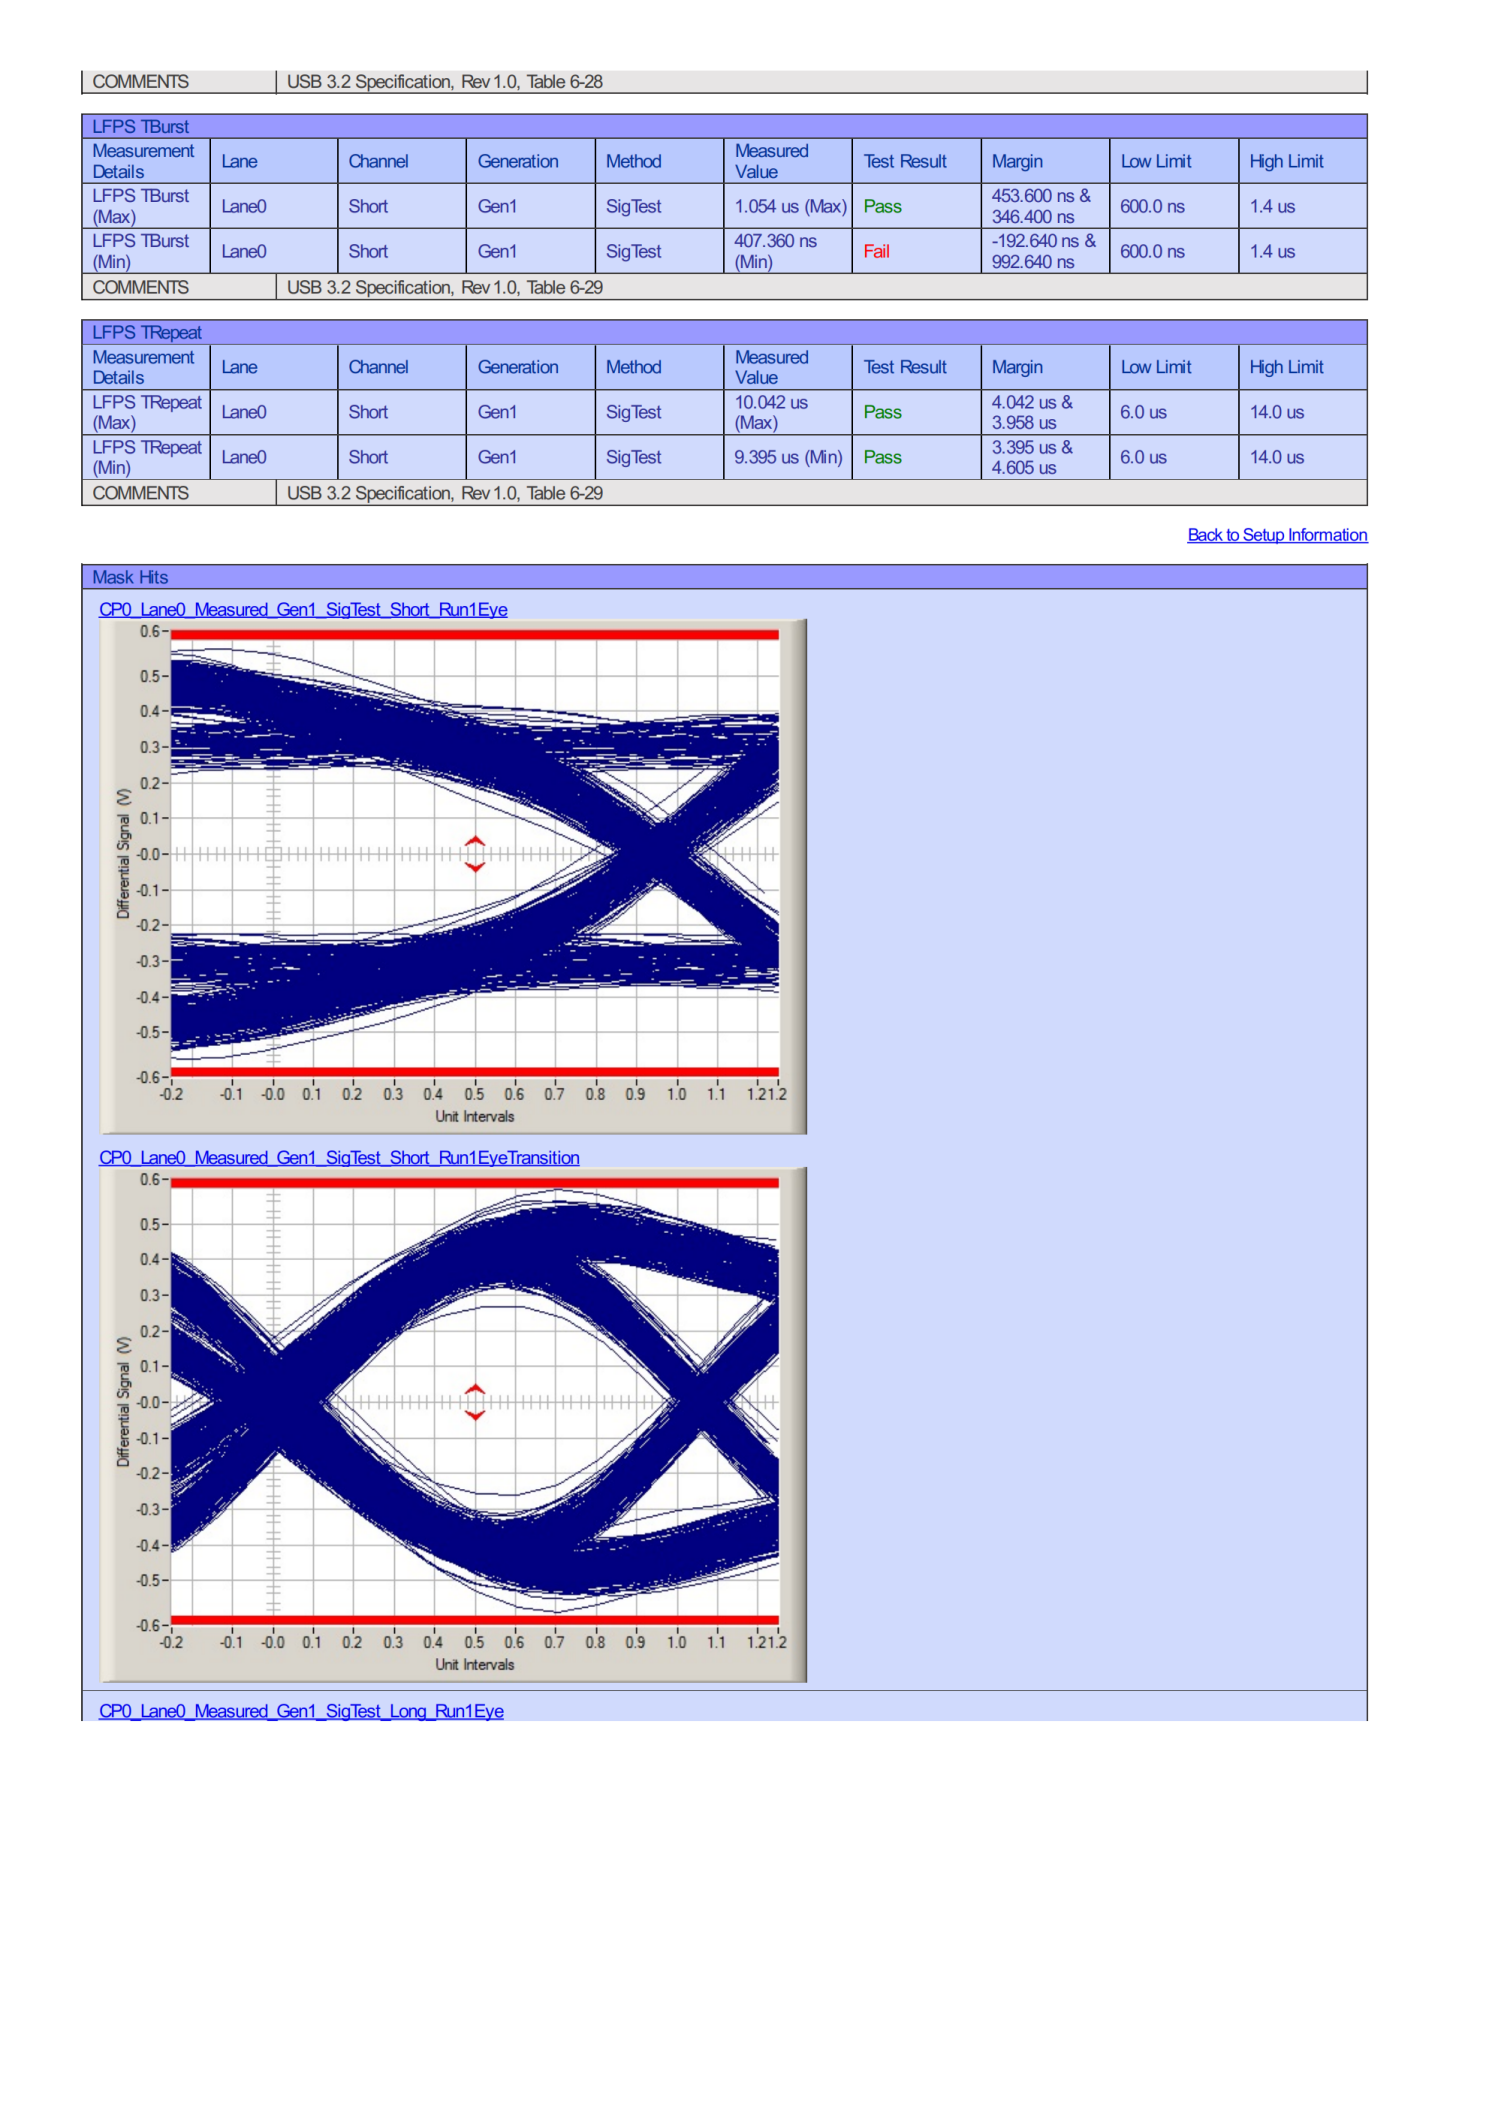 COMMENTS USB 3.2 Specification, Rev 1.0, Table 6-28
LFPS TBurst
Measurement Details Lane Channel Generation Method Measured Value Test Result Margin Low Limit High Limit
LFPS TBurst (Max) Lane0 Short Gen1 SigTest 1.054 us (Max) Pass 453.600 ns & 346.400 ns 600.0 ns 1.4 us
LFPS TBurst (Min) Lane0 Short Gen1 SigTest 407.360 ns (Min) Fail -192.640 ns & 992.640 ns 600.0 ns 1.4 us
COMMENTS USB 3.2 Specification, Rev 1.0, Table 6-29
LFPS TRepeat
Measurement Details Lane Channel Generation Method Measured Value Test Result Margin Low Limit High Limit
LFPS TRepeat (Max) Lane0 Short Gen1 SigTest 10.042 us (Max) Pass 4.042 us & 3.958 us 6.0 us 14.0 us
LFPS TRepeat (Min) Lane0 Short Gen1 SigTest 9.395 us (Min) Pass 3.395 us & 4.605 us 6.0 us 14.0 us
COMMENTS USB 3.2 Specification, Rev 1.0, Table 6-29
Back to Setup Information
Mask Hits
CP0_Lane0_Measured_Gen1_SigTest_Short_Run1Eye
0.6
0.5
0.4
0.3
0.2
0.1
-0.0
-0.1
-0.2
-0.3
-0.4
-0.5
-0.6
Differential Signal (V)
-0.2 -0.1 -0.0 0.1 0.2 0.3 0.4 0.5 0.6 0.7 0.8 0.9 1.0 1.1 1.21.2
Unit Intervals
CP0_Lane0_Measured_Gen1_SigTest_Short_Run1EyeTransition
0.6
0.5
0.4
0.3
0.2
0.1
-0.0
-0.1
-0.2
-0.3
-0.4
-0.5
-0.6
Differential Signal (V)
-0.2 -0.1 -0.0 0.1 0.2 0.3 0.4 0.5 0.6 0.7 0.8 0.9 1.0 1.1 1.21.2
Unit Intervals
CP0_Lane0_Measured_Gen1_SigTest_Long_Run1Eye